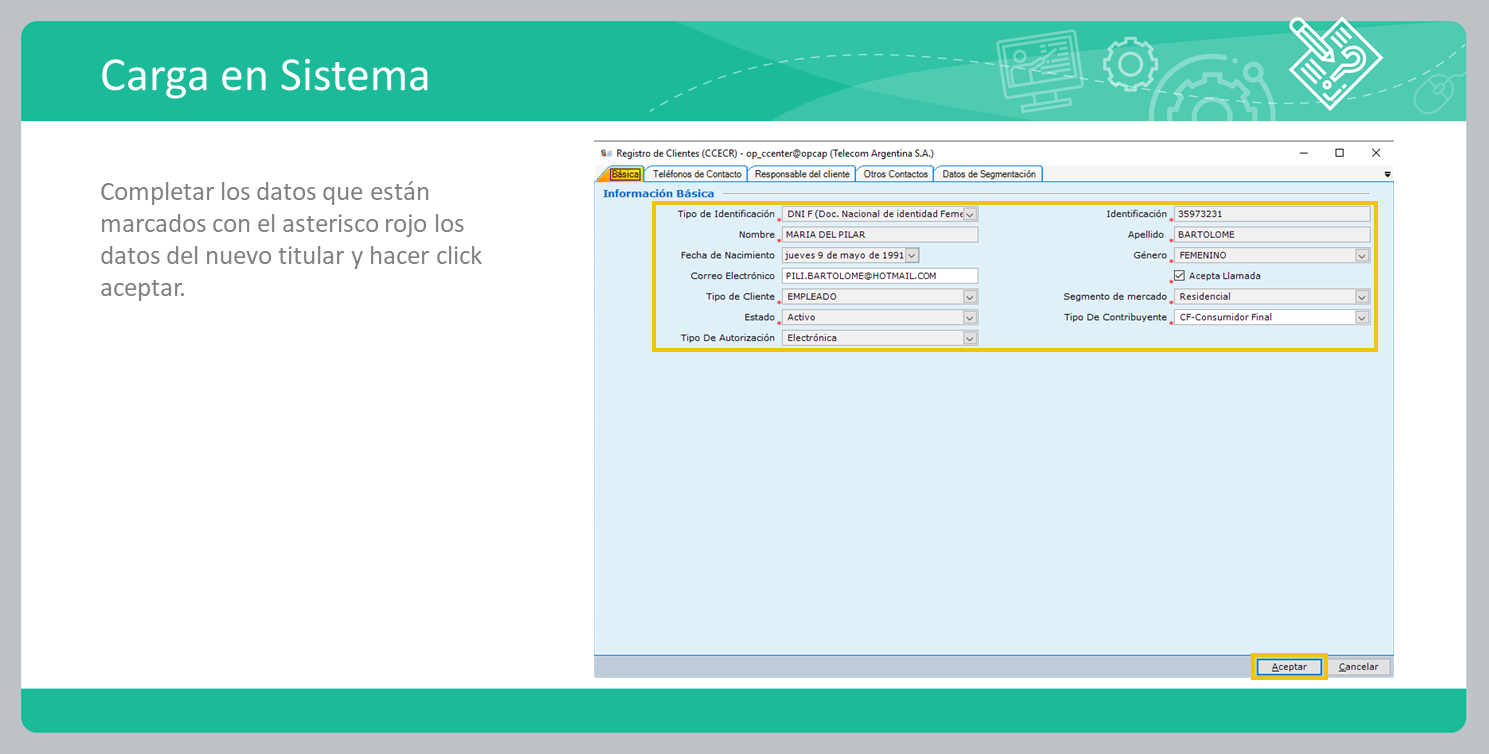 Carga en Sistema
Completar los datos que están
marcados con el asterisco rojo los
datos del nuevo titular y hacer click
aceptar.
Registro de Clientes (CCECR) - op_ccenter@opcap (Telecom Argentina S.A.)
Básica Teléfonos de Contacto Responsable del cliente Otros Contactos Datos de Segmentación
Información Básica
Tipo de Identificación * DNI F (Doc. Nacional de identidad Feme Identificación * 35973231
Nombre * MARIA DEL PILAR Apellido * BARTOLOME
Fecha de Nacimiento jueves 9 de mayo de 1991 Género * FEMENINO
Correo Electrónico PILI.BARTOLOME@HOTMAIL.COM * Acepta Llamada
Tipo de Cliente * EMPLEADO Segmento de mercado * Residencial
Estado * Activo Tipo De Contribuyente * CF-Consumidor Final
Tipo De Autorización Electrónica
Aceptar Cancelar